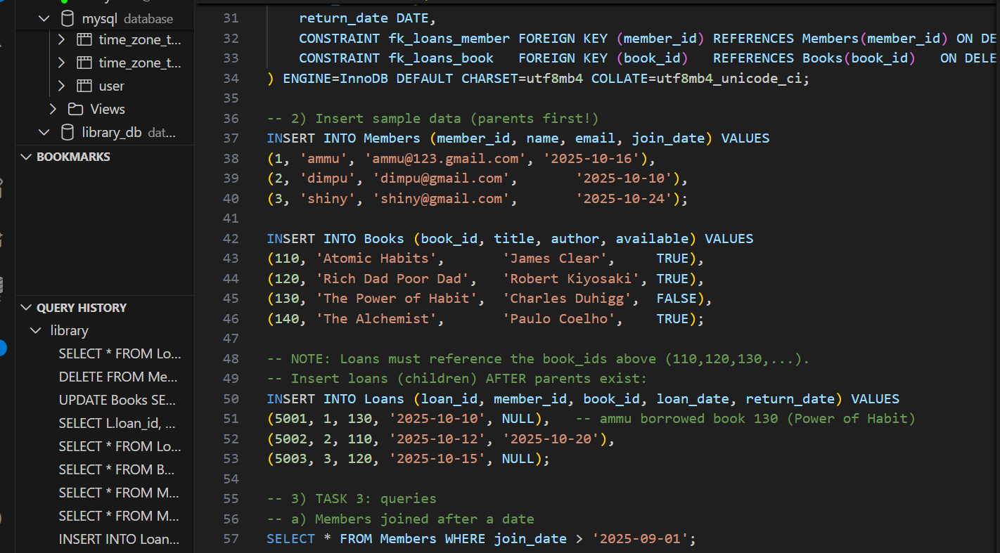 mysql database
time_zone_t...
time_zone_t...
user
Views
library_db dat...
BOOKMARKS
QUERY HISTORY
library
SELECT * FROM Lo...
DELETE FROM Me...
UPDATE Books SE...
SELECT L.loan_id, ...
SELECT * FROM Lo...
SELECT * FROM B...
SELECT * FROM M...
SELECT * FROM M...
INSERT INTO Loan...
31 return_date DATE,
32 CONSTRAINT fk_loans_member FOREIGN KEY (member_id) REFERENCES Members(member_id) ON DE
33 CONSTRAINT fk_loans_book FOREIGN KEY (book_id) REFERENCES Books(book_id) ON DELE
34 ) ENGINE=InnoDB DEFAULT CHARSET=utf8mb4 COLLATE=utf8mb4_unicode_ci;
35
36 -- 2) Insert sample data (parents first!)
37 INSERT INTO Members (member_id, name, email, join_date) VALUES
38 (1, 'ammu', 'ammu@123.gmail.com', '2025-10-16'),
39 (2, 'dimpu', 'dimpu@gmail.com', '2025-10-10'),
40 (3, 'shiny', 'shiny@gmail.com', '2025-10-24');
41
42 INSERT INTO Books (book_id, title, author, available) VALUES
43 (110, 'Atomic Habits', 'James Clear', TRUE),
44 (120, 'Rich Dad Poor Dad', 'Robert Kiyosaki', TRUE),
45 (130, 'The Power of Habit', 'Charles Duhigg', FALSE),
46 (140, 'The Alchemist', 'Paulo Coelho', TRUE);
47
48 -- NOTE: Loans must reference the book_ids above (110,120,130,...).
49 -- Insert loans (children) AFTER parents exist:
50 INSERT INTO Loans (loan_id, member_id, book_id, loan_date, return_date) VALUES
51 (5001, 1, 130, '2025-10-10', NULL), -- ammu borrowed book 130 (Power of Habit)
52 (5002, 2, 110, '2025-10-12', '2025-10-20'),
53 (5003, 3, 120, '2025-10-15', NULL);
54
55 -- 3) TASK 3: queries
56 -- a) Members joined after a date
57 SELECT * FROM Members WHERE join_date > '2025-09-01';